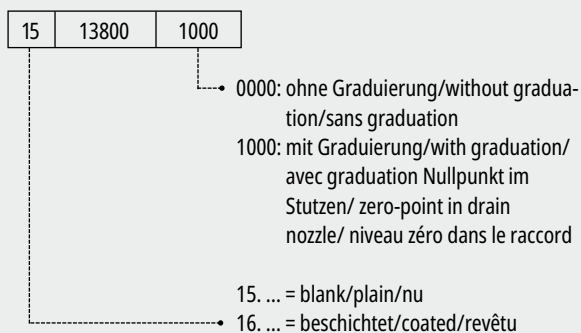 15 13800 1000
0000: ohne Graduierung/without gradua-
tion/sans graduation
1000: mit Graduierung/with graduation/
avec graduation Nullpunkt im
Stutzen/ zero-point in drain
nozzle/ niveau zéro dans le raccord
15. ... = blank/plain/nu
16. ... = beschichtet/coated/revêtu